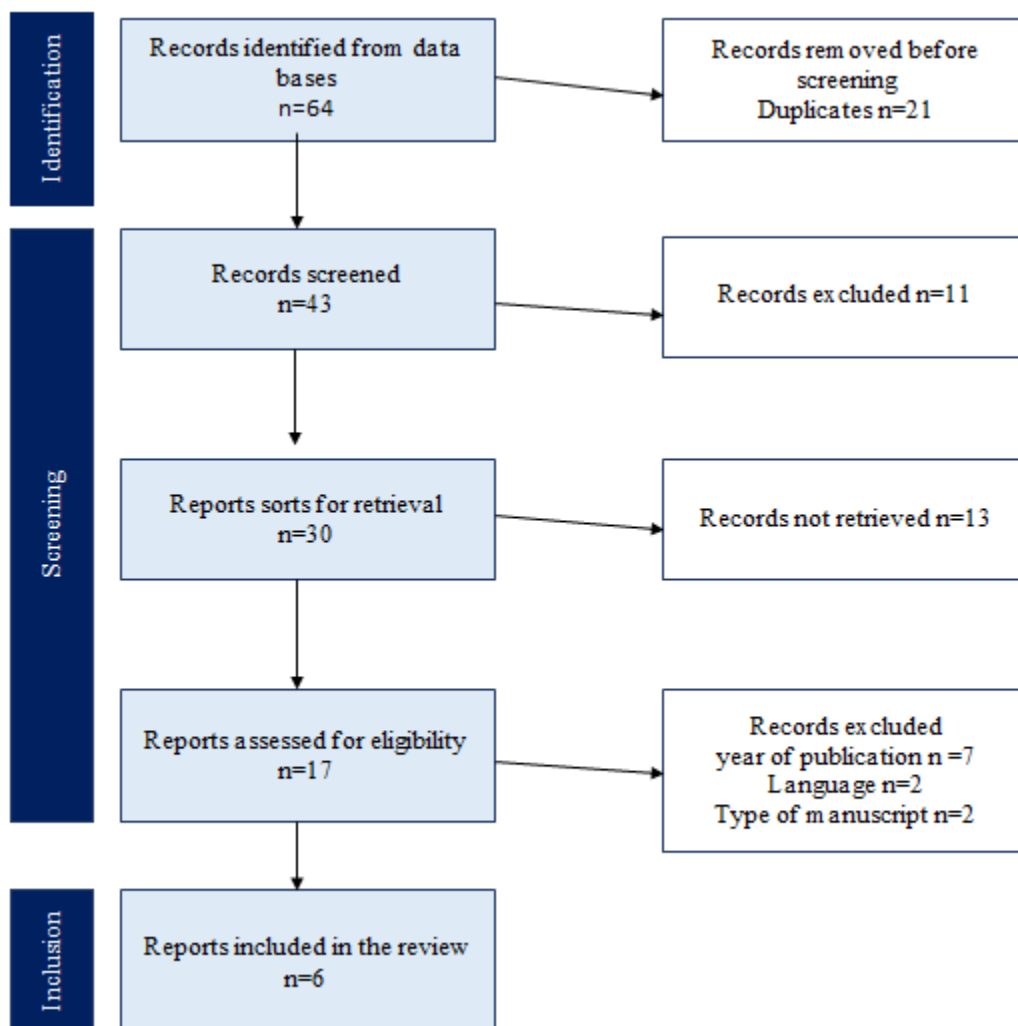 Identification
Records identified from data
bases
n=64
Records removed before
screening
Duplicates n=21
Screening
Records screened
n=43
Records excluded n=11
Reports sorts for retrieval
n=30
Records not retrieved n=13
Reports assessed for eligibility
n=17
Records excluded
year of publication n =7
Language n=2
Type of manuscript n=2
Inclusion
Reports included in the review
n=6